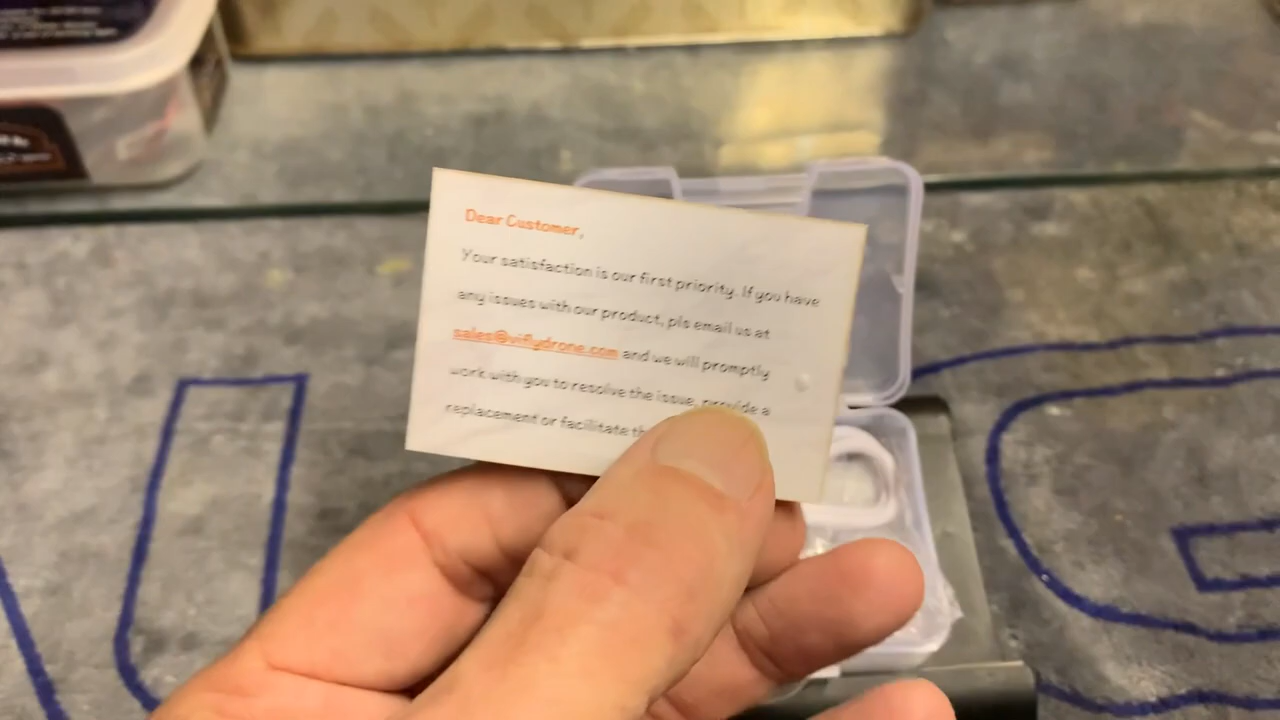 Dear Customer,
Your satisfaction is our first priority. If you have
any issues with our product, pls email us at
sales@viflydrone.com and we will promptly
work with you to resolve the issue, provide a
replacement or facilitate